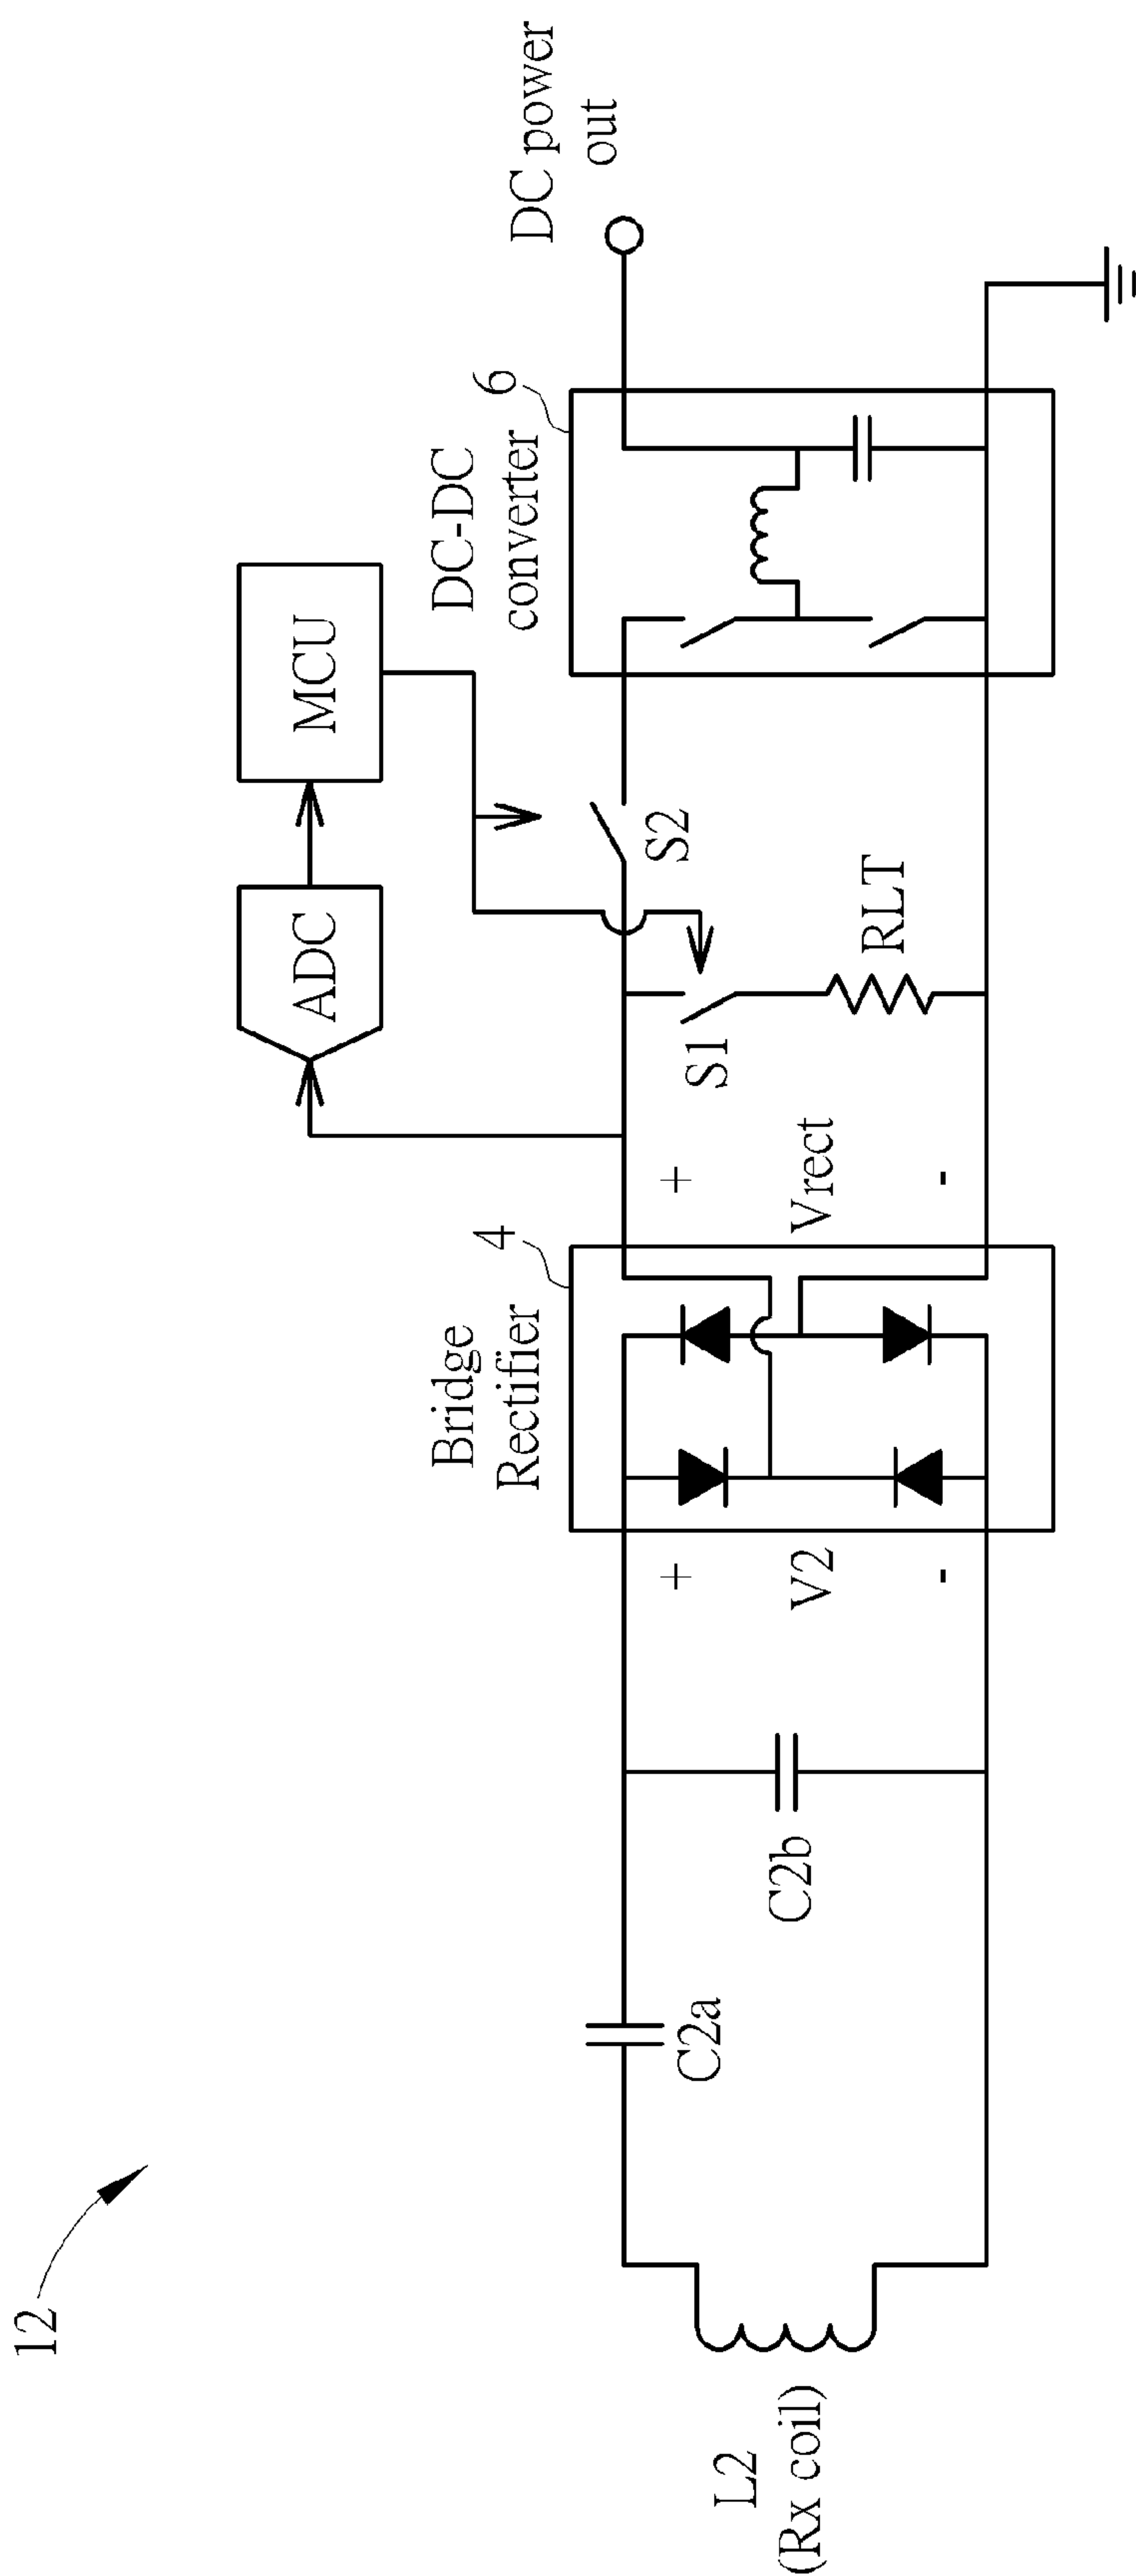 12
L2
(Rx coil)
C2a
C2b
+
V2
-
Bridge
Rectifier
4
+
Vrect
-
ADC
MCU
S1
RLT
S2
DC-DC
converter
6
DC power
out